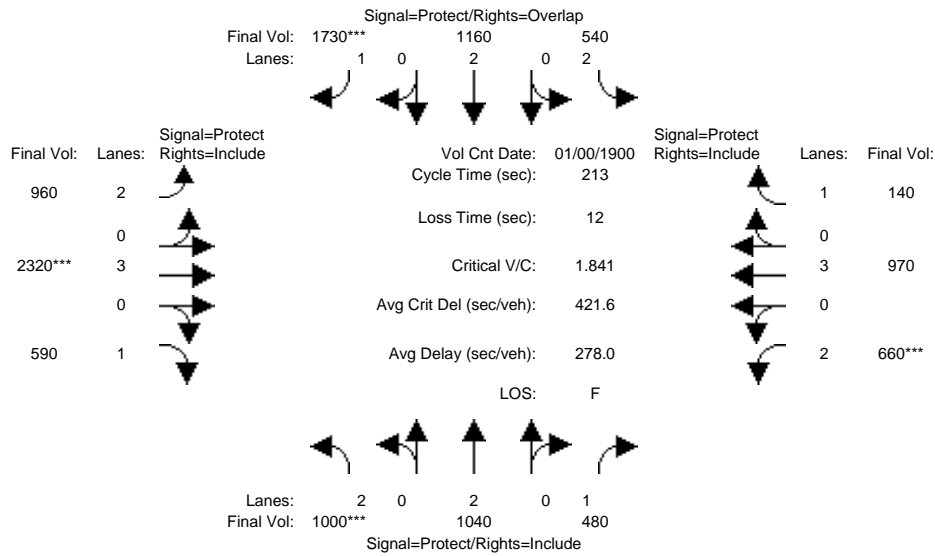 Signal=Protect/Rights=Overlap
Final Vol: 1730*** 1160 540
Lanes: 1 0 2 0 2
Signal=Protect Signal=Protect
Final Vol: Lanes: Rights=Include Vol Cnt Date: 01/00/1900 Rights=Include Lanes: Final Vol:
Cycle Time (sec): 213
960 2 1 140
Loss Time (sec): 12
0 0
2320*** 3 Critical V/C: 1.841 3 970
0 Avg Crit Del (sec/veh): 421.6 0
590 1 Avg Delay (sec/veh): 278.0 2 660***
LOS: F
Lanes: 2 0 2 0 1
Final Vol: 1000*** 1040 480
Signal=Protect/Rights=Include